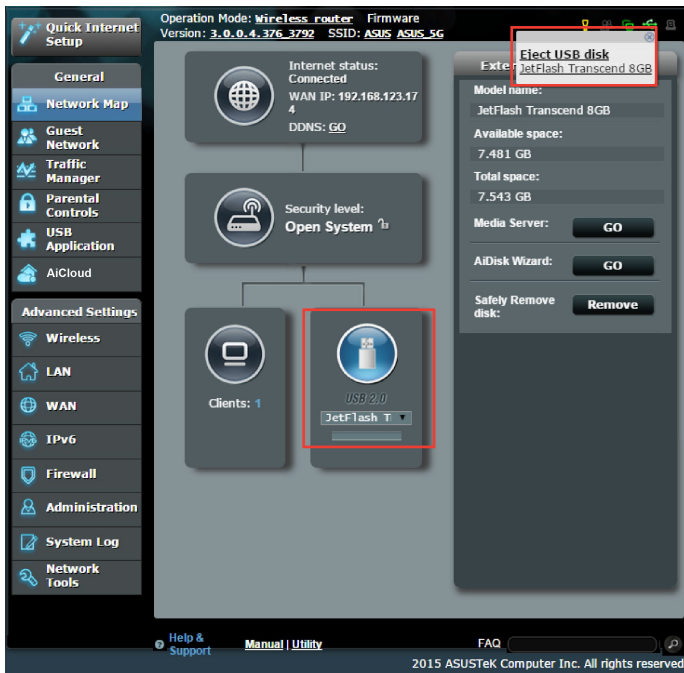 Quick Internet
Setup
Operation Mode: Wireless router Firmware
Version: 3.0.0.4.376_3792 SSID: ASUS ASUS_5G
General
Network Map
Guest
Network
Traffic
Manager
Parental
Controls
USB
Application
AiCloud
Advanced Settings
Wireless
LAN
WAN
IPv6
Firewall
Administration
System Log
Network
Tools
Internet status:
Connected
WAN IP: 192.168.123.17
4
DDNS: GO
Security level:
Open System
Clients: 1
USB 2.0
JetFlash T
Eject USB disk
JetFlash Transcend 8GB
Exter
Model name:
JetFlash Transcend 8GB
Available space:
7.481 GB
Total space:
7.543 GB
Media Server: GO
AiDisk Wizard: GO
Safely Remove
disk: Remove
Help &
Support
Manual | Utility
FAQ
2015 ASUSTeK Computer Inc. All rights reserved